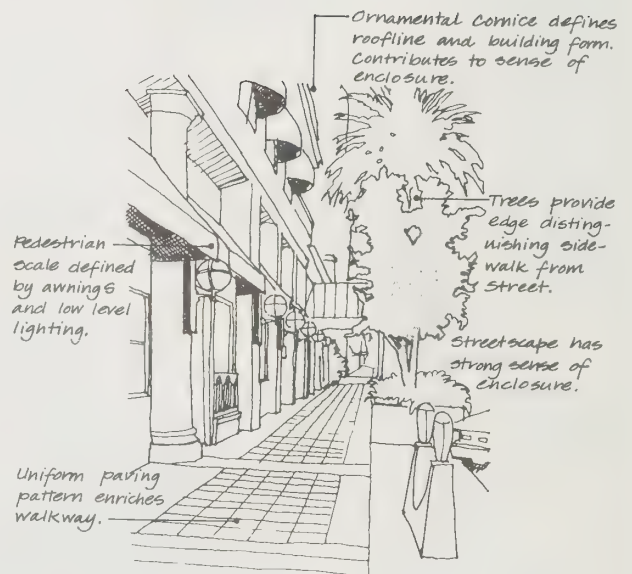 Ornamental Cornice defines
roofline and building form.
Contributes to sense of
enclosure.
Trees provide
edge disting-
uishing side-
walk from
street.
Pedestrian
scale defined
by awnings
and low level
lighting.
Streetscape has
strong sense of
enclosure.
Uniform paving
pattern enriches
walkway.